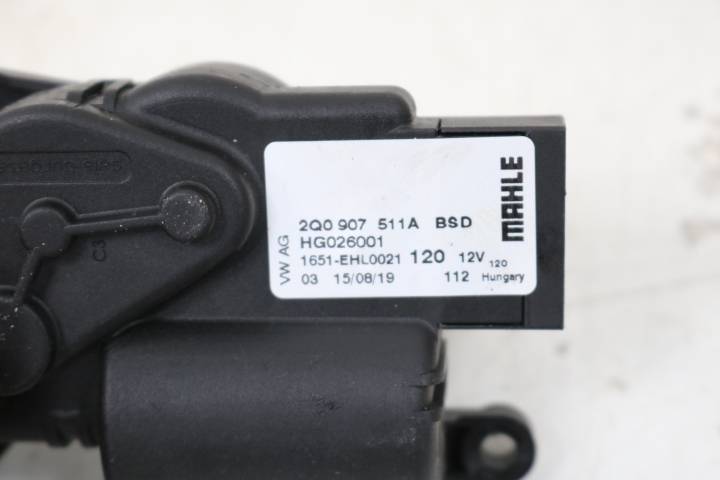 2Q0 907 511A BSD
HG026001
1651-EHL0021 120 12V 120
03 15/08/19 112 Hungary
VW AG
MAHLE
C3